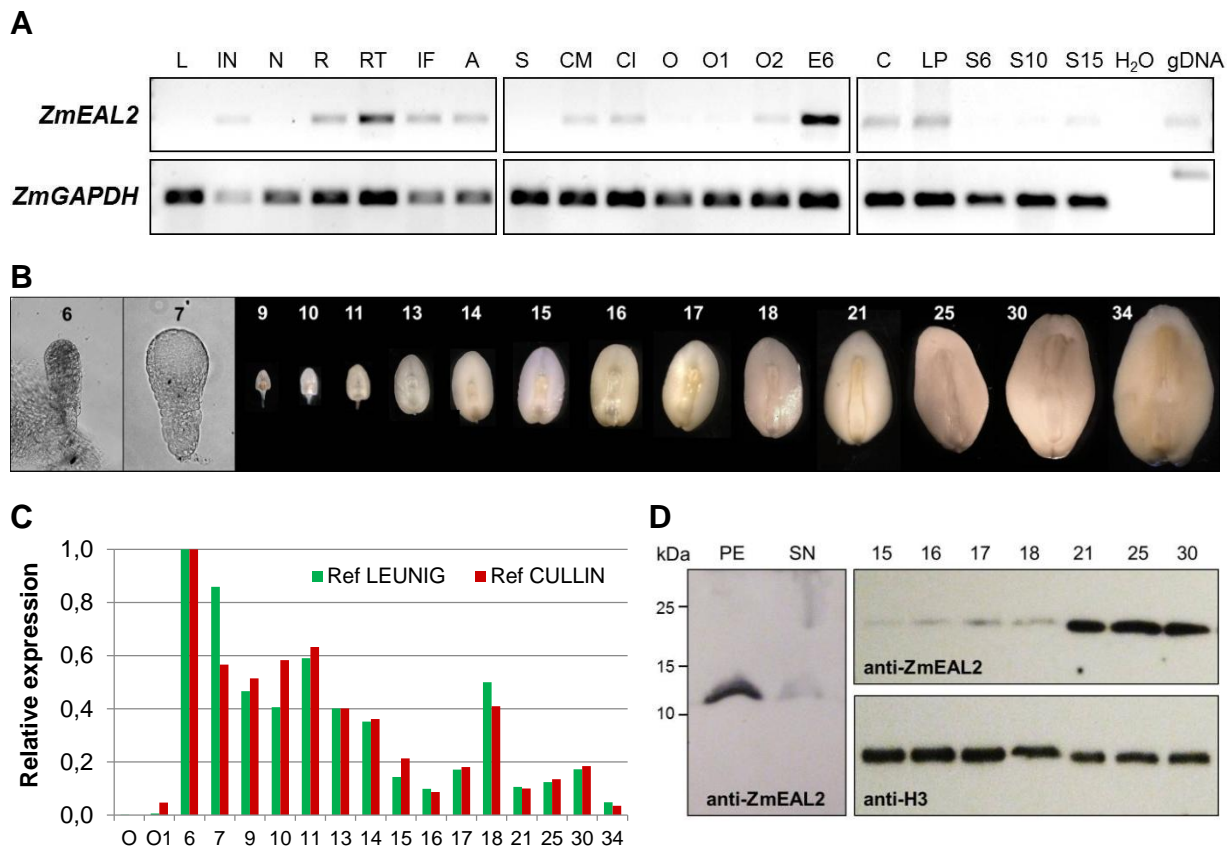 A
L IN N R RT IF A S CM CI O O1 O2 E6 C LP S6 S10 S15 H₂O gDNA
ZmEAL2
ZmGAPDH
B
6 7 9 10 11 13 14 15 16 17 18 21 25 30 34
C
1,0
0,8
0,6
0,4
0,2
0,0
Relative expression
Ref LEUNIG Ref CULLIN
O O1 6 7 9 10 11 13 14 15 16 17 18 21 25 30 34
D
kDa PE SN 15 16 17 18 21 25 30
25
15
10
anti-ZmEAL2
anti-ZmEAL2
anti-H3